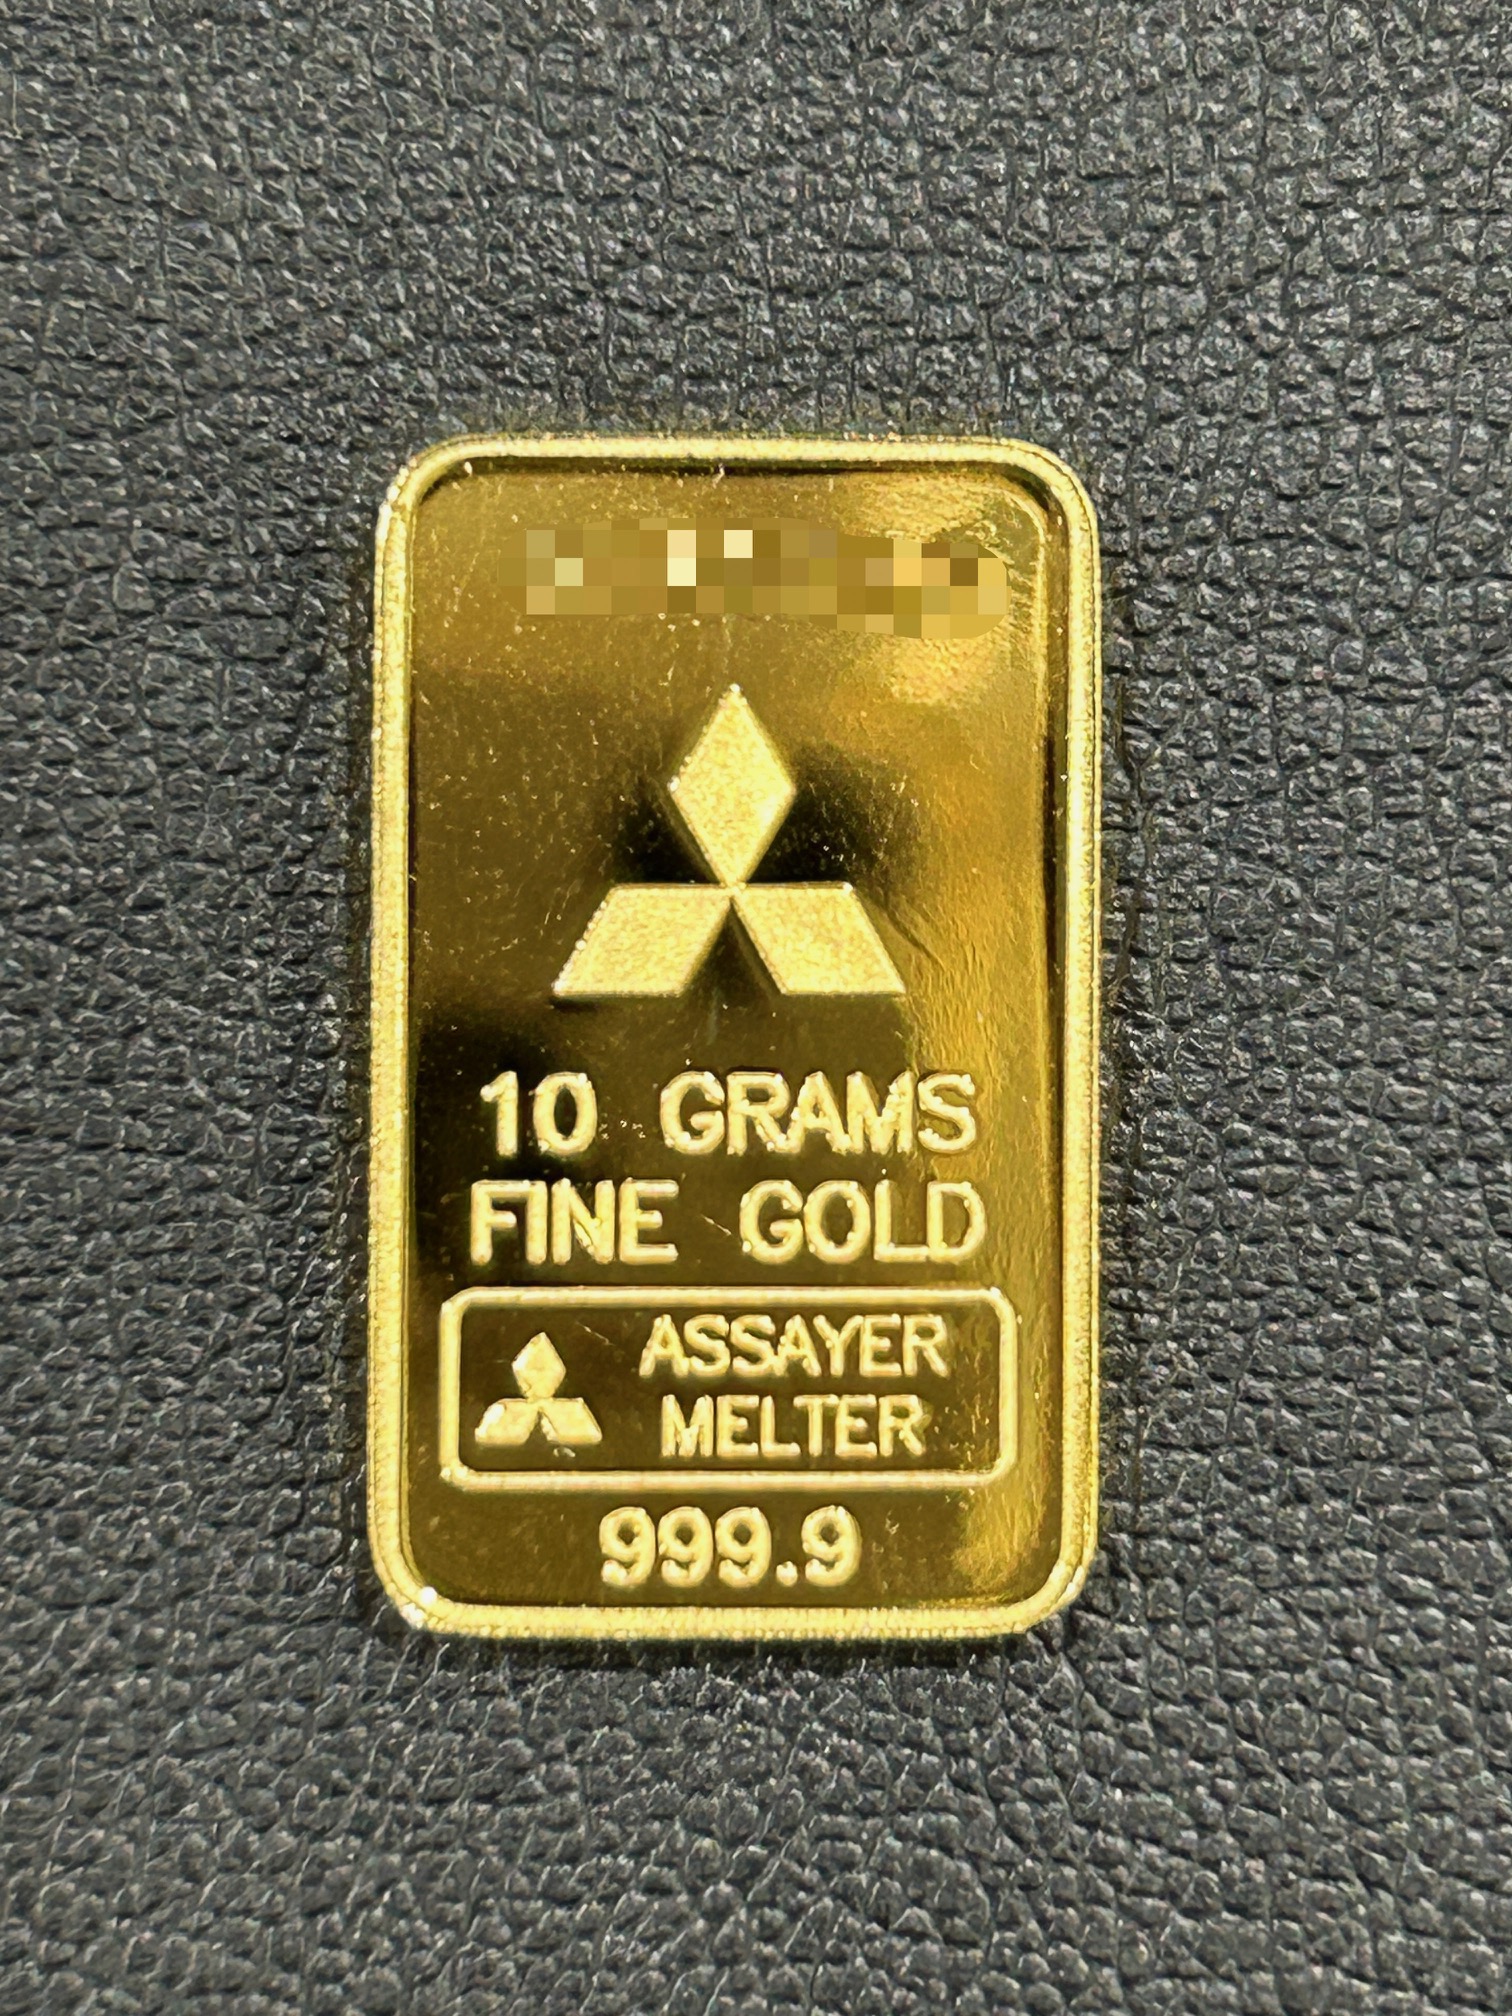 10 GRAMS
FINE GOLD
ASSAYER
MELTER
999.9